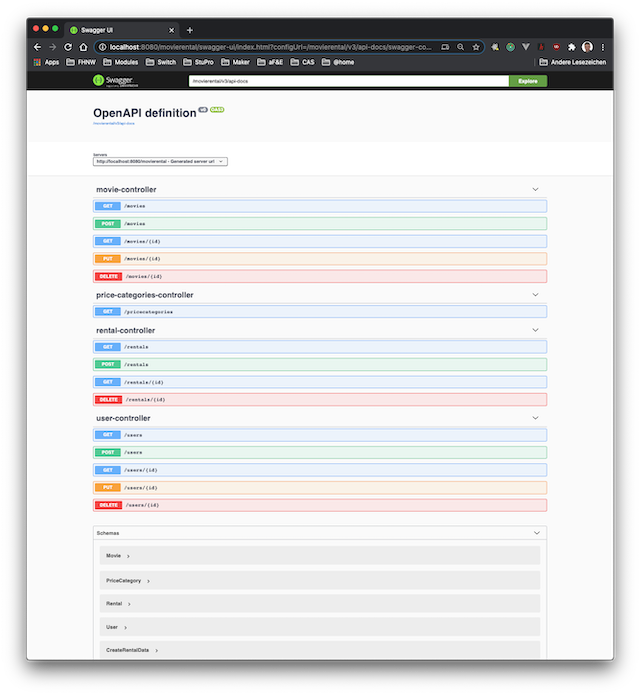 Swagger UI
localhost:8080/movierental/swagger-ui/index.html?configUrl=/movierental/v3/api-docs/swagger-co...
Apps FHNW Modules Switch StuPro Maker aF&E CAS @home Andere Lesezeichen
Swagger /movierental/v3/api-docs Explore
OpenAPI definition v0 OAS3
/movierental/v3/api-docs
Servers
http://localhost:8080/movierental - Generated server url
movie-controller
GET /movies
POST /movies
GET /movies/{id}
PUT /movies/{id}
DELETE /movies/{id}
price-categories-controller
GET /pricecategories
rental-controller
GET /rentals
POST /rentals
GET /rentals/{id}
DELETE /rentals/{id}
user-controller
GET /users
POST /users
GET /users/{id}
PUT /users/{id}
DELETE /users/{id}
Schemas
Movie
PriceCategory
Rental
User
CreateRentalData